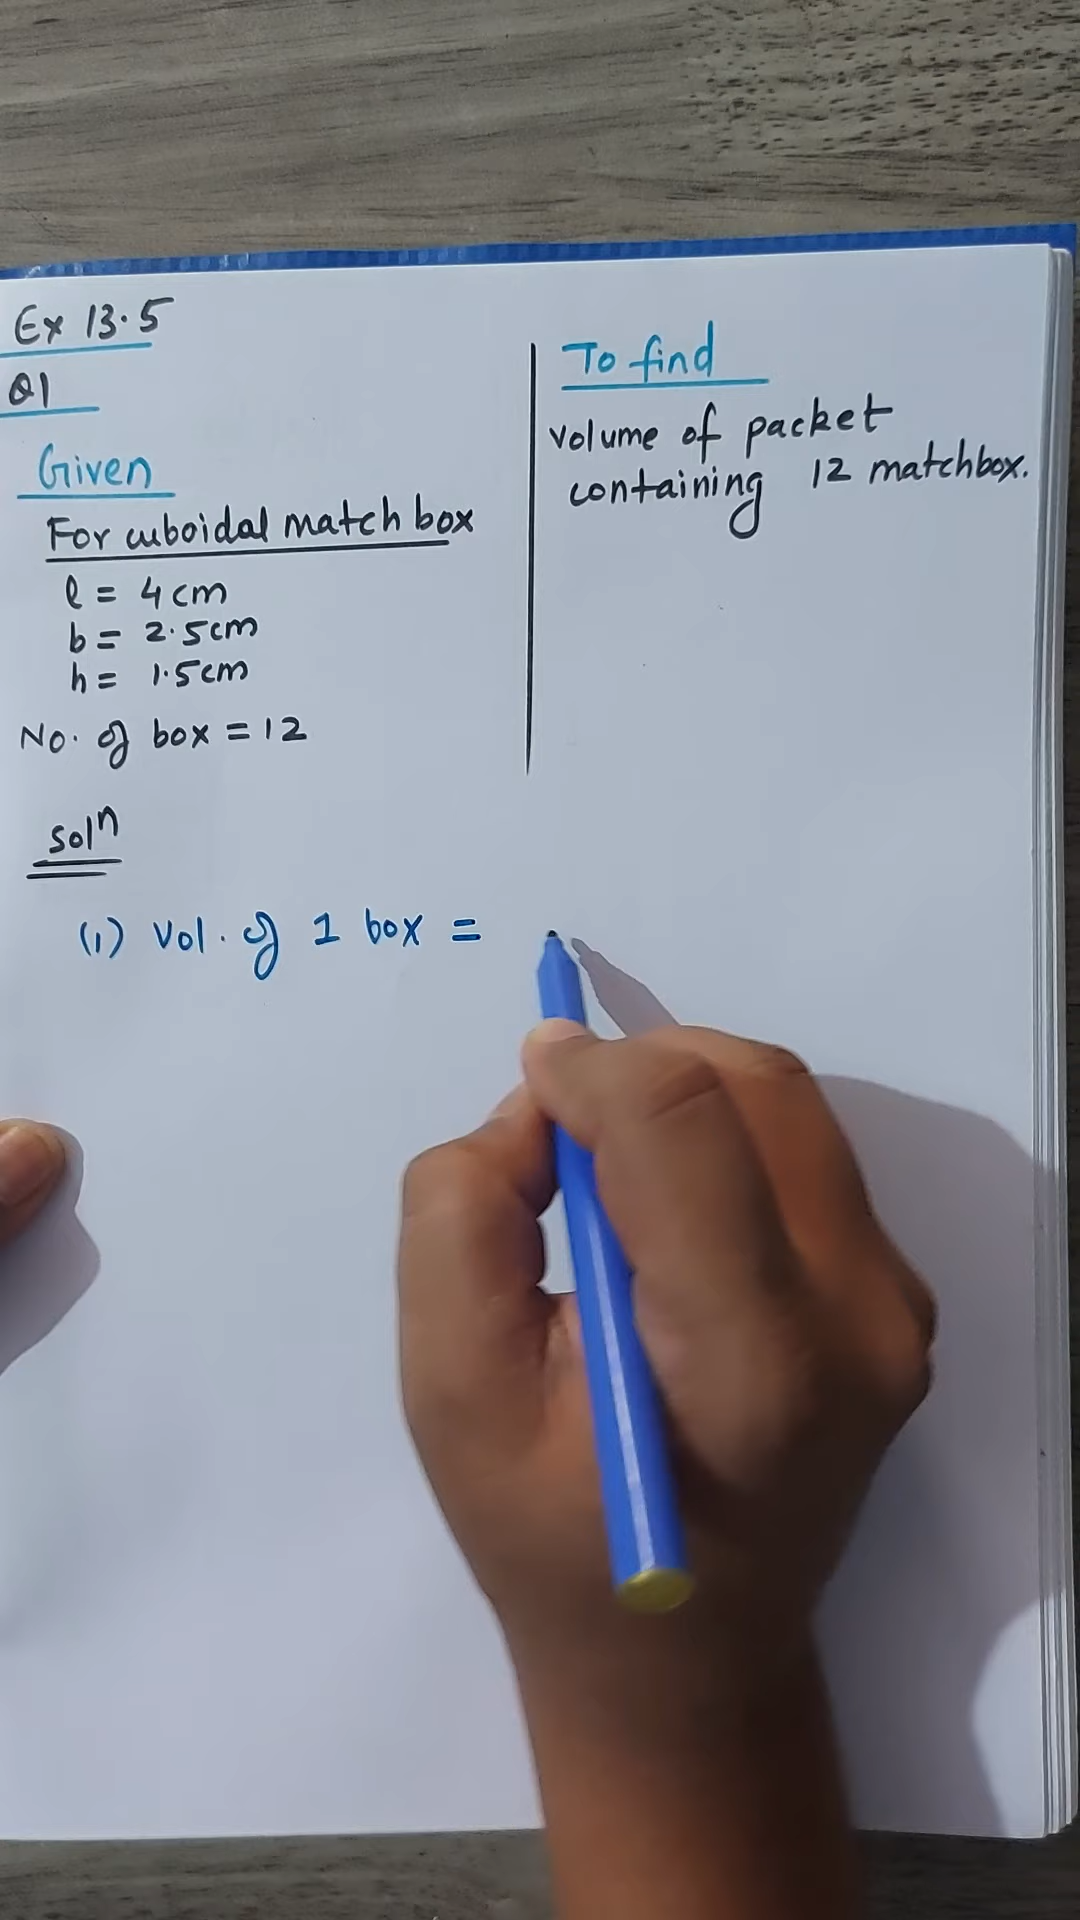 Ex 13.5
Q1
Given
For cuboidal match box
l = 4cm
b = 2.5cm
h = 1.5cm
No. of box = 12
To find
volume of packet
containing 12 matchbox.
Solⁿ
(1) Vol. of 1 box =